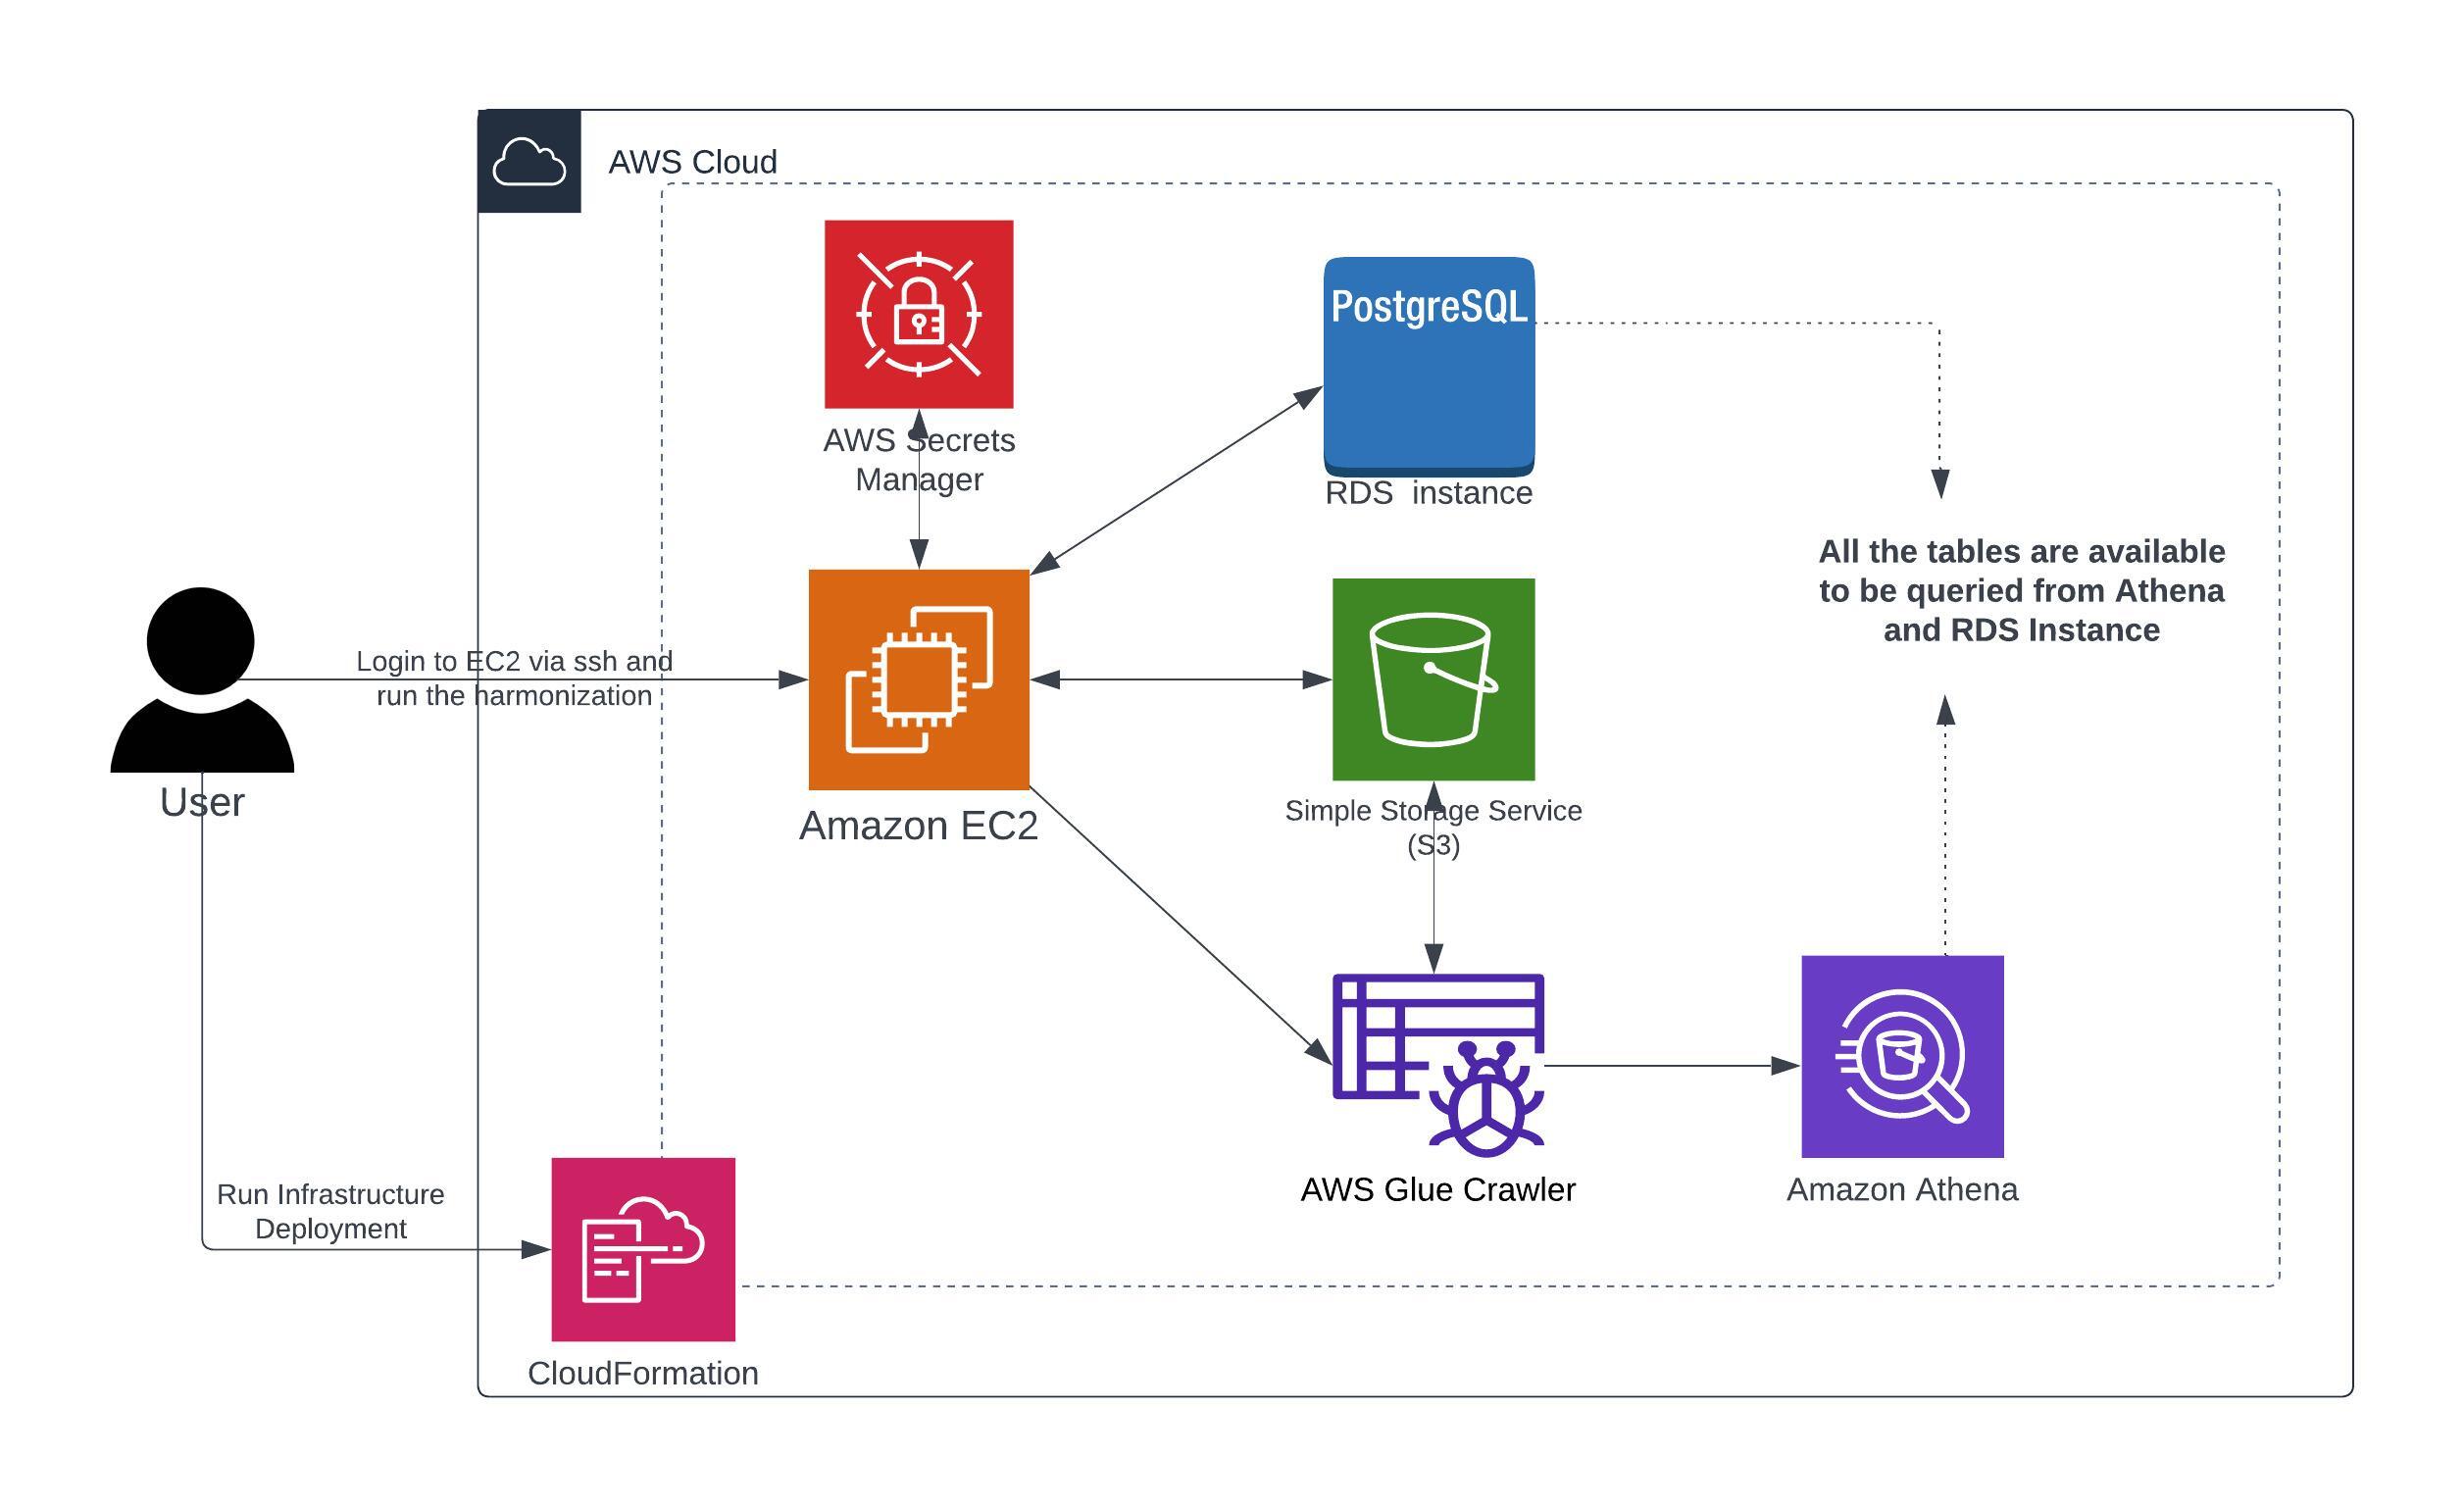 AWS Cloud
AWS Secrets
Manager
PostgreSQL
RDS  instance
All the tables are available
to be queried from Athena
and RDS Instance
Login to EC2 via ssh and
run the harmonization
User
Amazon EC2
Simple Storage Service
(S3)
AWS Glue Crawler
Amazon Athena
Run Infrastructure
Deployment
CloudFormation